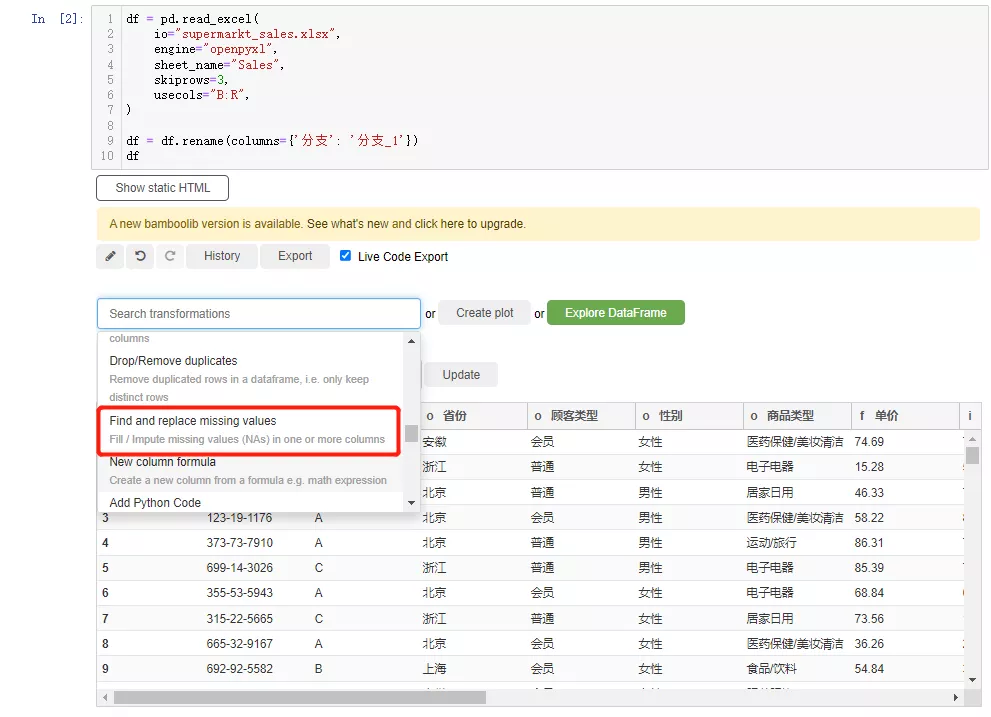 In [2]:
1 df = pd.read_excel(
2 io="supermarkt_sales.xlsx",
3 engine="openpyxl",
4 sheet_name="Sales",
5 skiprows=3,
6 usecols="B:R",
7 )
8
9 df = df.rename(columns={'分支': '分支_1'})
10 df
Show static HTML
A new bamboolib version is available. See what's new and click here to upgrade.
History Export Live Code Export
Search transformations or Create plot or Explore DataFrame
columns
Drop/Remove duplicates
Remove duplicated rows in a dataframe, i.e. only keep
distinct rows
Update
Find and replace missing values
Fill / Impute missing values (NAs) in one or more columns
New column formula
Create a new column from a formula e.g. math expression
Add Python Code
o 省份 o 顾客类型 o 性别 o 商品类型 f 单价 i
安徽 会员 女性 医药保健/美妆清洁 74.69
浙江 普通 女性 电子电器 15.28
北京 普通 男性 居家日用 46.33
3 123-19-1176 A 北京 会员 男性 医药保健/美妆清洁 58.22
4 373-73-7910 A 北京 普通 男性 运动/旅行 86.31
5 699-14-3026 C 浙江 普通 男性 电子电器 85.39
6 355-53-5943 A 北京 会员 女性 电子电器 68.84
7 315-22-5665 C 浙江 普通 女性 居家日用 73.56
8 665-32-9167 A 北京 会员 女性 医药保健/美妆清洁 36.26
9 692-92-5582 B 上海 会员 女性 食品/饮料 54.84